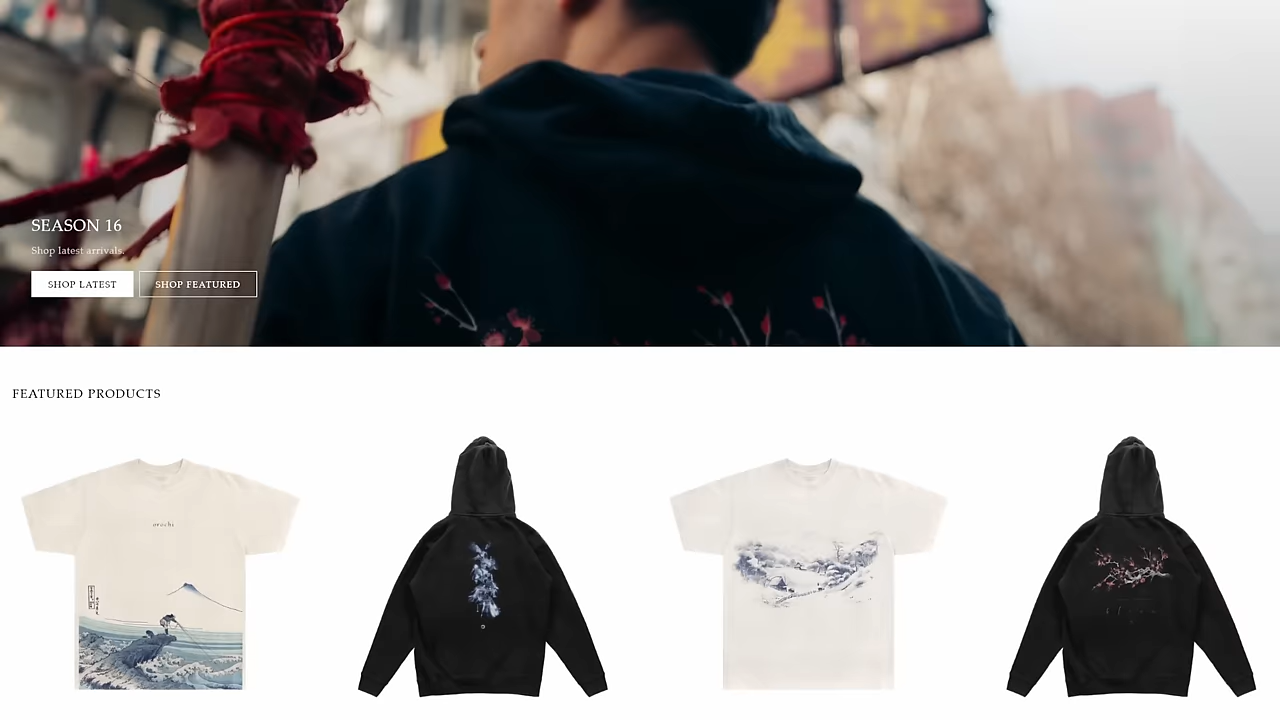 SEASON 16
Shop latest arrivals.
SHOP LATEST
SHOP FEATURED
FEATURED PRODUCTS
orochi